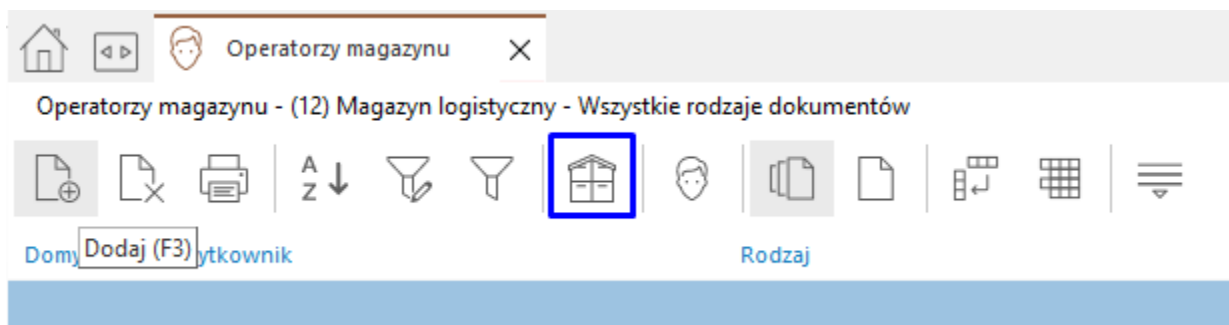 Operatorzy magazynu
Operatorzy magazynu - (12) Magazyn logistyczny - Wszystkie rodzaje dokumentów
A
Z
Dodaj (F3)
Domy ytkownik Rodzaj